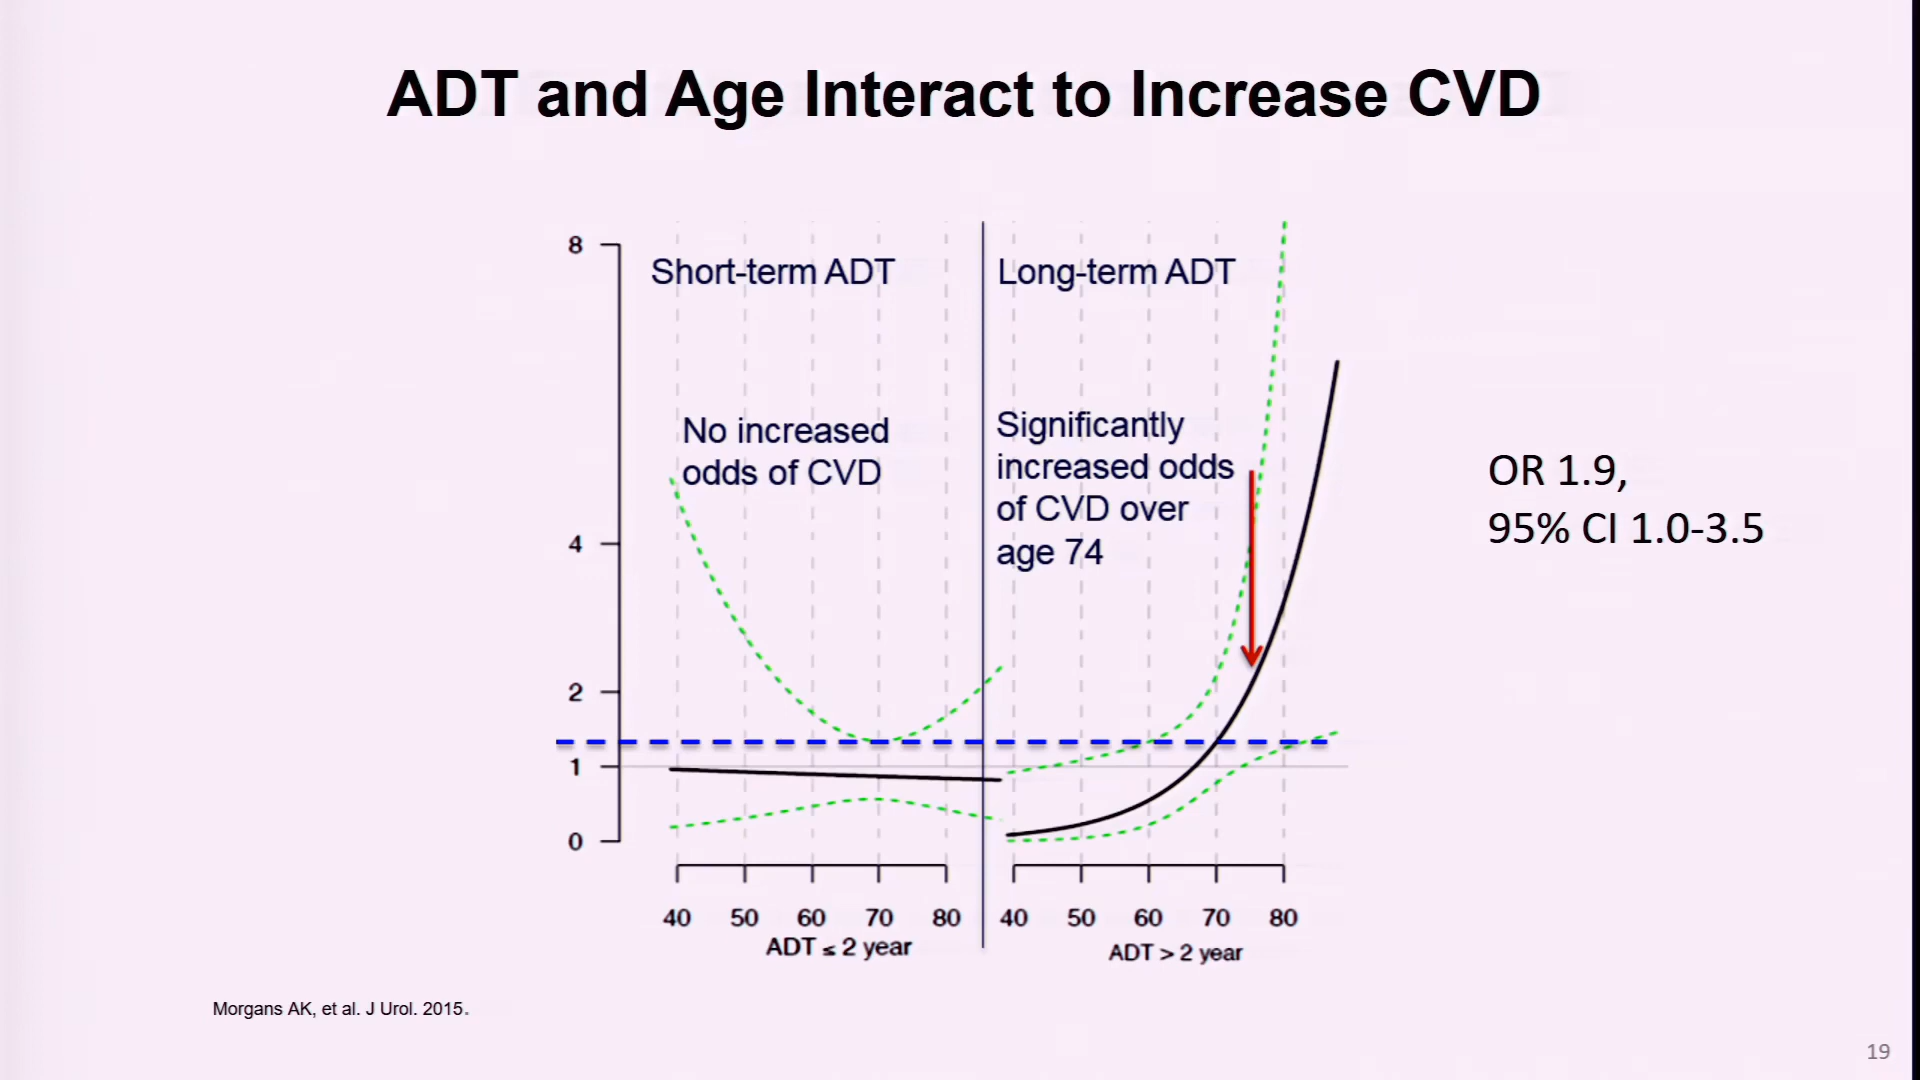 ADT and Age Interact to Increase CVD
8
4
2
1
0
Short-term ADT
No increased
odds of CVD
Long-term ADT
Significantly
increased odds
of CVD over
age 74
OR 1.9,
95% CI 1.0-3.5
40 50 60 70 80
ADT ≤ 2 year
40 50 60 70 80
ADT > 2 year
Morgans AK, et al. J Urol. 2015.
19